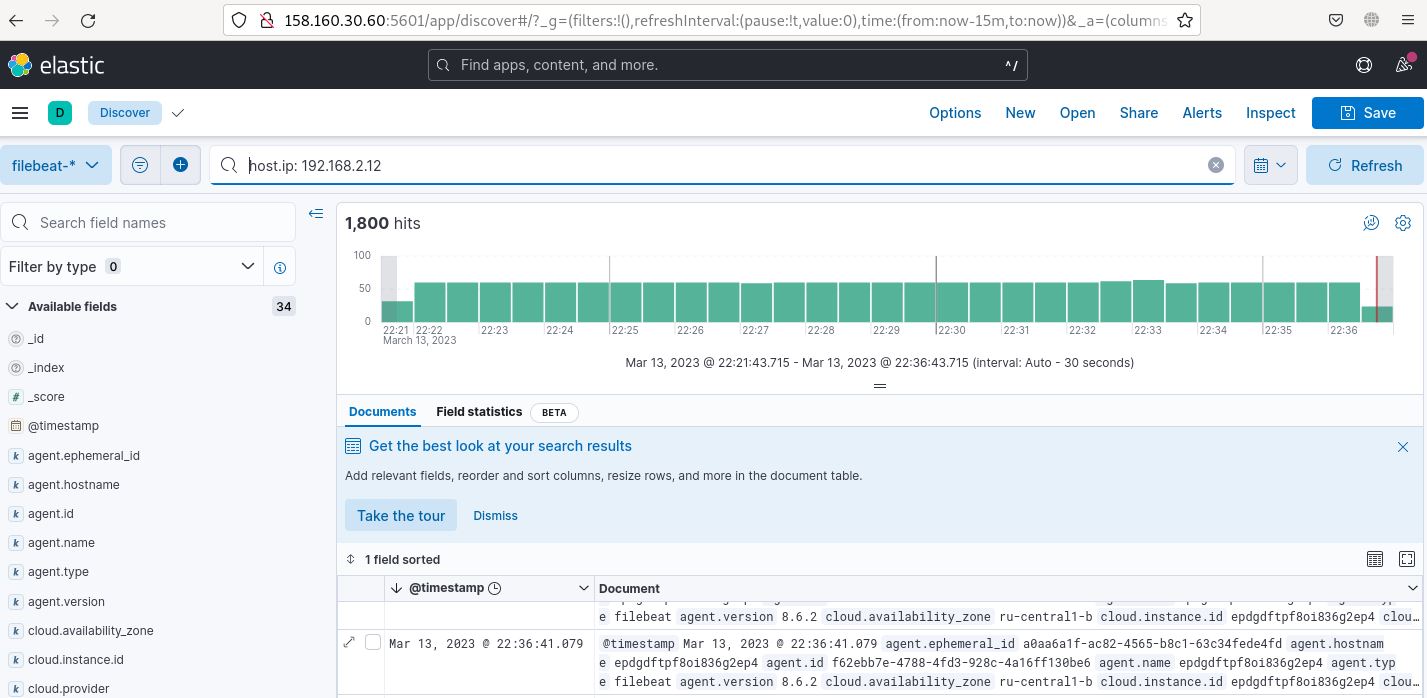 158.160.30.60:5601/app/discover#/?_g=(filters:!(),refreshInterval:(pause:!t,value:0),time:(from:now-15m,to:now))&_a=(columns
elastic
Find apps, content, and more.
^/
D
Discover
Options
New
Open
Share
Alerts
Inspect
Save
filebeat-*
host.ip: 192.168.2.12
Refresh
Search field names
Filter by type 0
Available fields 34
_id
_index
# _score
@timestamp
k agent.ephemeral_id
k agent.hostname
k agent.id
k agent.name
k agent.type
k agent.version
k cloud.availability_zone
k cloud.instance.id
k cloud.provider
1,800 hits
100
50
0
22:21 22:22 22:23 22:24 22:25 22:26 22:27 22:28 22:29 22:30 22:31 22:32 22:33 22:34 22:35 22:36
March 13, 2023
Mar 13, 2023 @ 22:21:43.715 - Mar 13, 2023 @ 22:36:43.715 (interval: Auto - 30 seconds)
Documents
Field statistics
BETA
Get the best look at your search results
Add relevant fields, reorder and sort columns, resize rows, and more in the document table.
Take the tour
Dismiss
1 field sorted
@timestamp
Document
e filebeat agent.version 8.6.2 cloud.availability_zone ru-central1-b cloud.instance.id epdgdftpf8oi836g2ep4 clou…
Mar 13, 2023 @ 22:36:41.079
@timestamp Mar 13, 2023 @ 22:36:41.079 agent.ephemeral_id a0aa6a1f-ac82-4565-b8c1-63c34fede4fd agent.hostnam
e epdgdftpf8oi836g2ep4 agent.id f62ebb7e-4788-4fd3-928c-4a16ff130be6 agent.name epdgdftpf8oi836g2ep4 agent.typ
e filebeat agent.version 8.6.2 cloud.availability_zone ru-central1-b cloud.instance.id epdgdftpf8oi836g2ep4 clou…